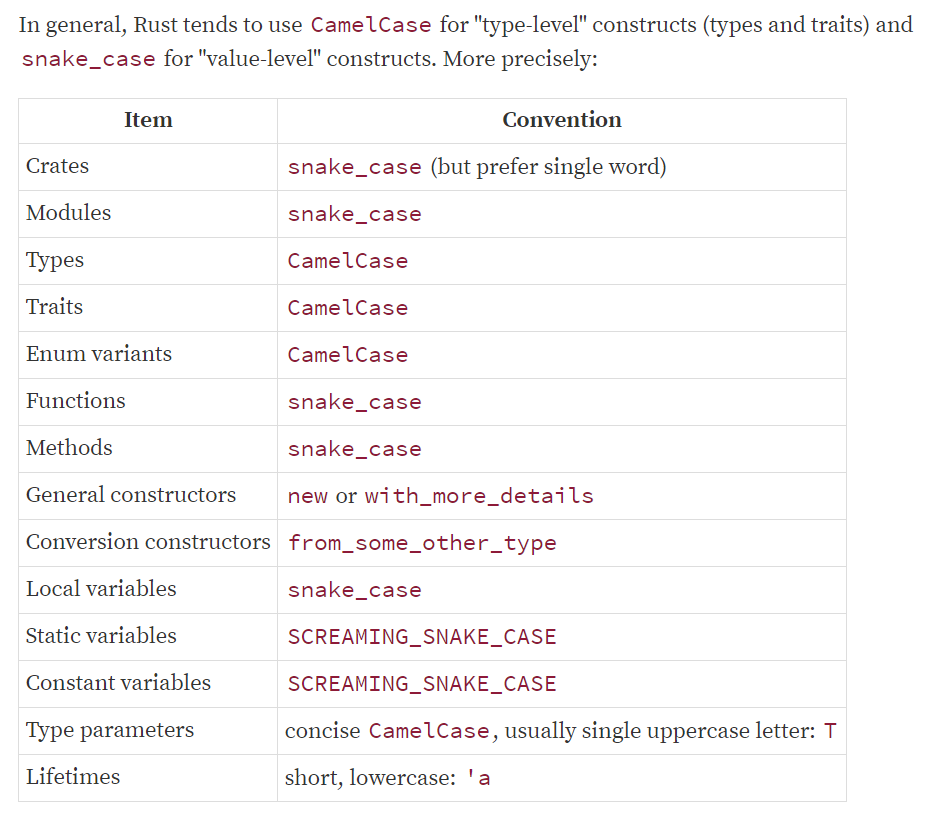 In general, Rust tends to use CamelCase for "type-level" constructs (types and traits) and
snake_case for "value-level" constructs. More precisely:
Item Convention
Crates snake_case (but prefer single word)
Modules snake_case
Types CamelCase
Traits CamelCase
Enum variants CamelCase
Functions snake_case
Methods snake_case
General constructors new or with_more_details
Conversion constructors from_some_other_type
Local variables snake_case
Static variables SCREAMING_SNAKE_CASE
Constant variables SCREAMING_SNAKE_CASE
Type parameters concise CamelCase, usually single uppercase letter: T
Lifetimes short, lowercase: 'a